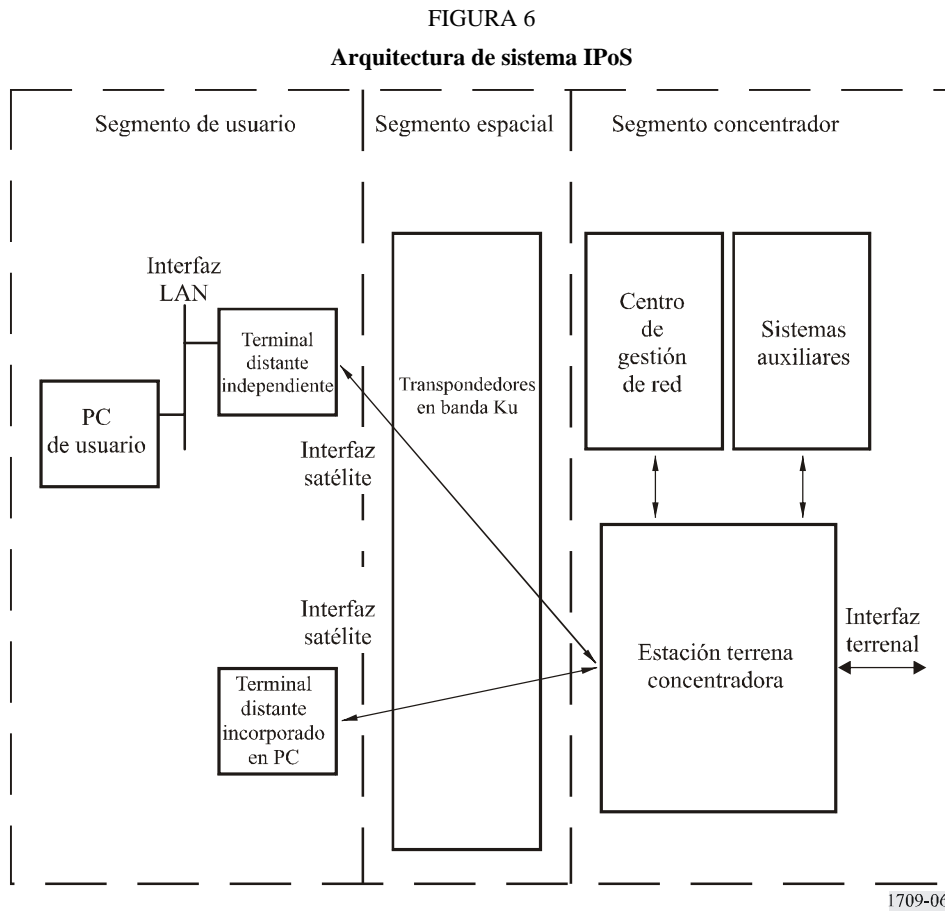 FIGURA 6
Arquitectura de sistema IPoS
Segmento de usuario
Segmento espacial
Segmento concentrador
Interfaz
LAN
Terminal
distante
independiente
PC
de usuario
Interfaz
satélite
Interfaz
satélite
Terminal
distante
incorporado
en PC
Transpondedores
en banda Ku
Centro
de
gestión
de red
Sistemas
auxiliares
Estación terrena
concentradora
Interfaz
terrenal
1709-06